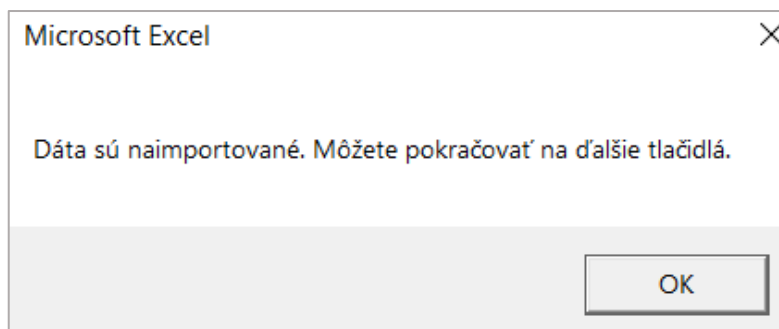 Microsoft Excel
Dáta sú naimportované. Môžete pokračovať na ďalšie tlačidlá.
OK